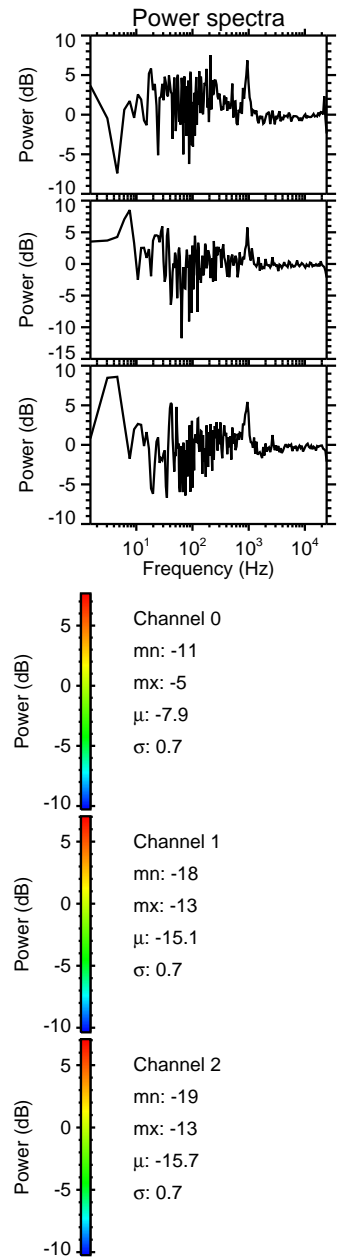 Power spectra
10
5
0
-5
-10
Power (dB)
10
5
0
-5
-10
-15
Power (dB)
10
5
0
-5
-10
Power (dB)
10¹ 10² 10³ 10⁴
Frequency (Hz)
5
0
-5
-10
Power (dB)
Channel 0
mn: -11
mx: -5
μ: -7.9
σ: 0.7
5
0
-5
-10
Power (dB)
Channel 1
mn: -18
mx: -13
μ: -15.1
σ: 0.7
5
0
-5
-10
Power (dB)
Channel 2
mn: -19
mx: -13
μ: -15.7
σ: 0.7